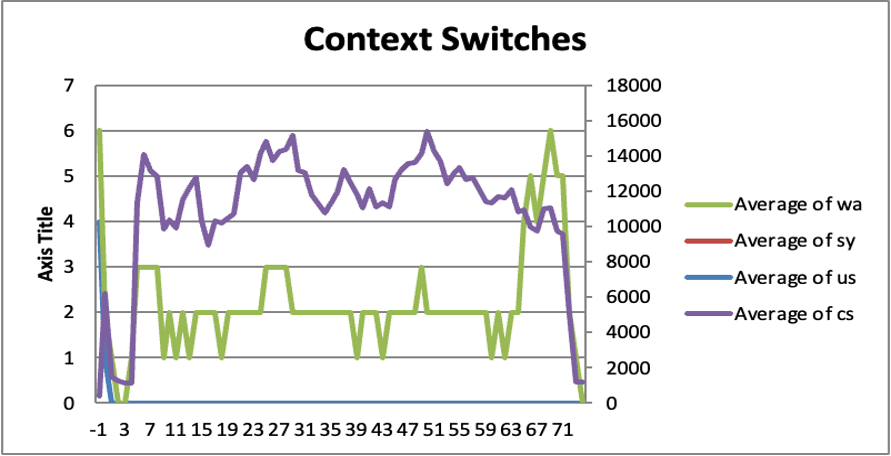 Context Switches
7
6
5
4
3
2
1
0
Axis Title
18000
16000
14000
12000
10000
8000
6000
4000
2000
0
-1 3 7 11 15 19 23 27 31 35 39 43 47 51 55 59 63 67 71
Average of wa
Average of sy
Average of us
Average of cs